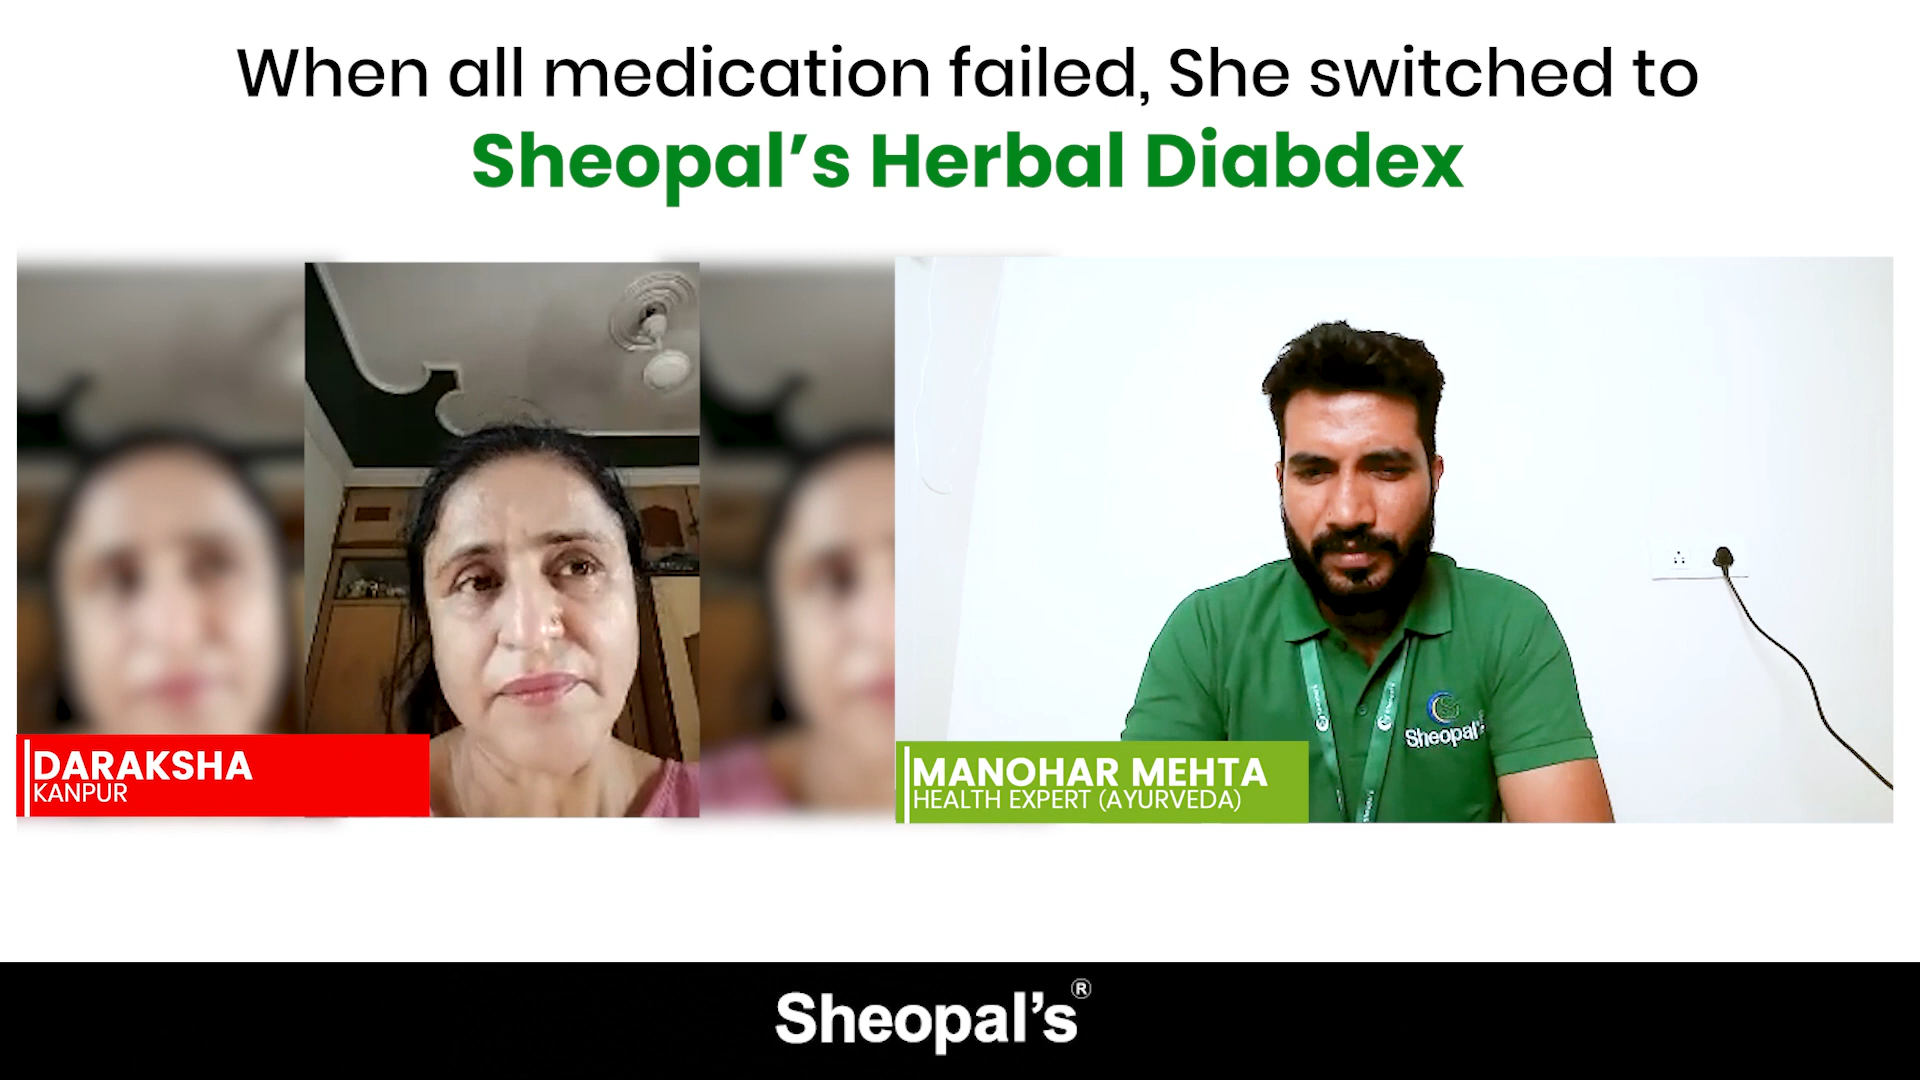 When all medication failed, She switched to
Sheopal’s Herbal Diabdex
DARAKSHA
KANPUR
MANOHAR MEHTA
HEALTH EXPERT (AYURVEDA)
Sheopal's
Sheopal’s®